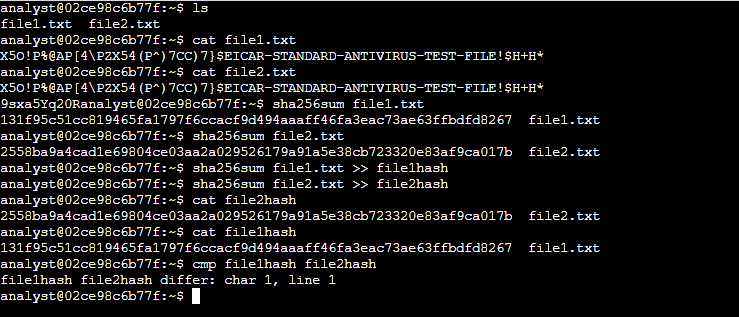 analyst@02ce98c6b77f:~$ ls
file1.txt  file2.txt
analyst@02ce98c6b77f:~$ cat file1.txt
X5O!P%@AP[4\PZX54(P^)7CC)7}$EICAR-STANDARD-ANTIVIRUS-TEST-FILE!$H+H*
analyst@02ce98c6b77f:~$ cat file2.txt
X5O!P%@AP[4\PZX54(P^)7CC)7}$EICAR-STANDARD-ANTIVIRUS-TEST-FILE!$H+H*
9sxa5Yq20Ranalyst@02ce98c6b77f:~$ sha256sum file1.txt
131f95c51cc819465fa1797f6ccacf9d494aaaff46fa3eac73ae63ffbdfd8267  file1.txt
analyst@02ce98c6b77f:~$ sha256sum file2.txt
2558ba9a4cad1e69804ce03aa2a029526179a91a5e38cb723320e83af9ca017b  file2.txt
analyst@02ce98c6b77f:~$ sha256sum file1.txt >> file1hash
analyst@02ce98c6b77f:~$ sha256sum file2.txt >> file2hash
analyst@02ce98c6b77f:~$ cat file2hash
2558ba9a4cad1e69804ce03aa2a029526179a91a5e38cb723320e83af9ca017b  file2.txt
analyst@02ce98c6b77f:~$ cat file1hash
131f95c51cc819465fa1797f6ccacf9d494aaaff46fa3eac73ae63ffbdfd8267  file1.txt
analyst@02ce98c6b77f:~$ cmp file1hash file2hash
file1hash file2hash differ: char 1, line 1
analyst@02ce98c6b77f:~$